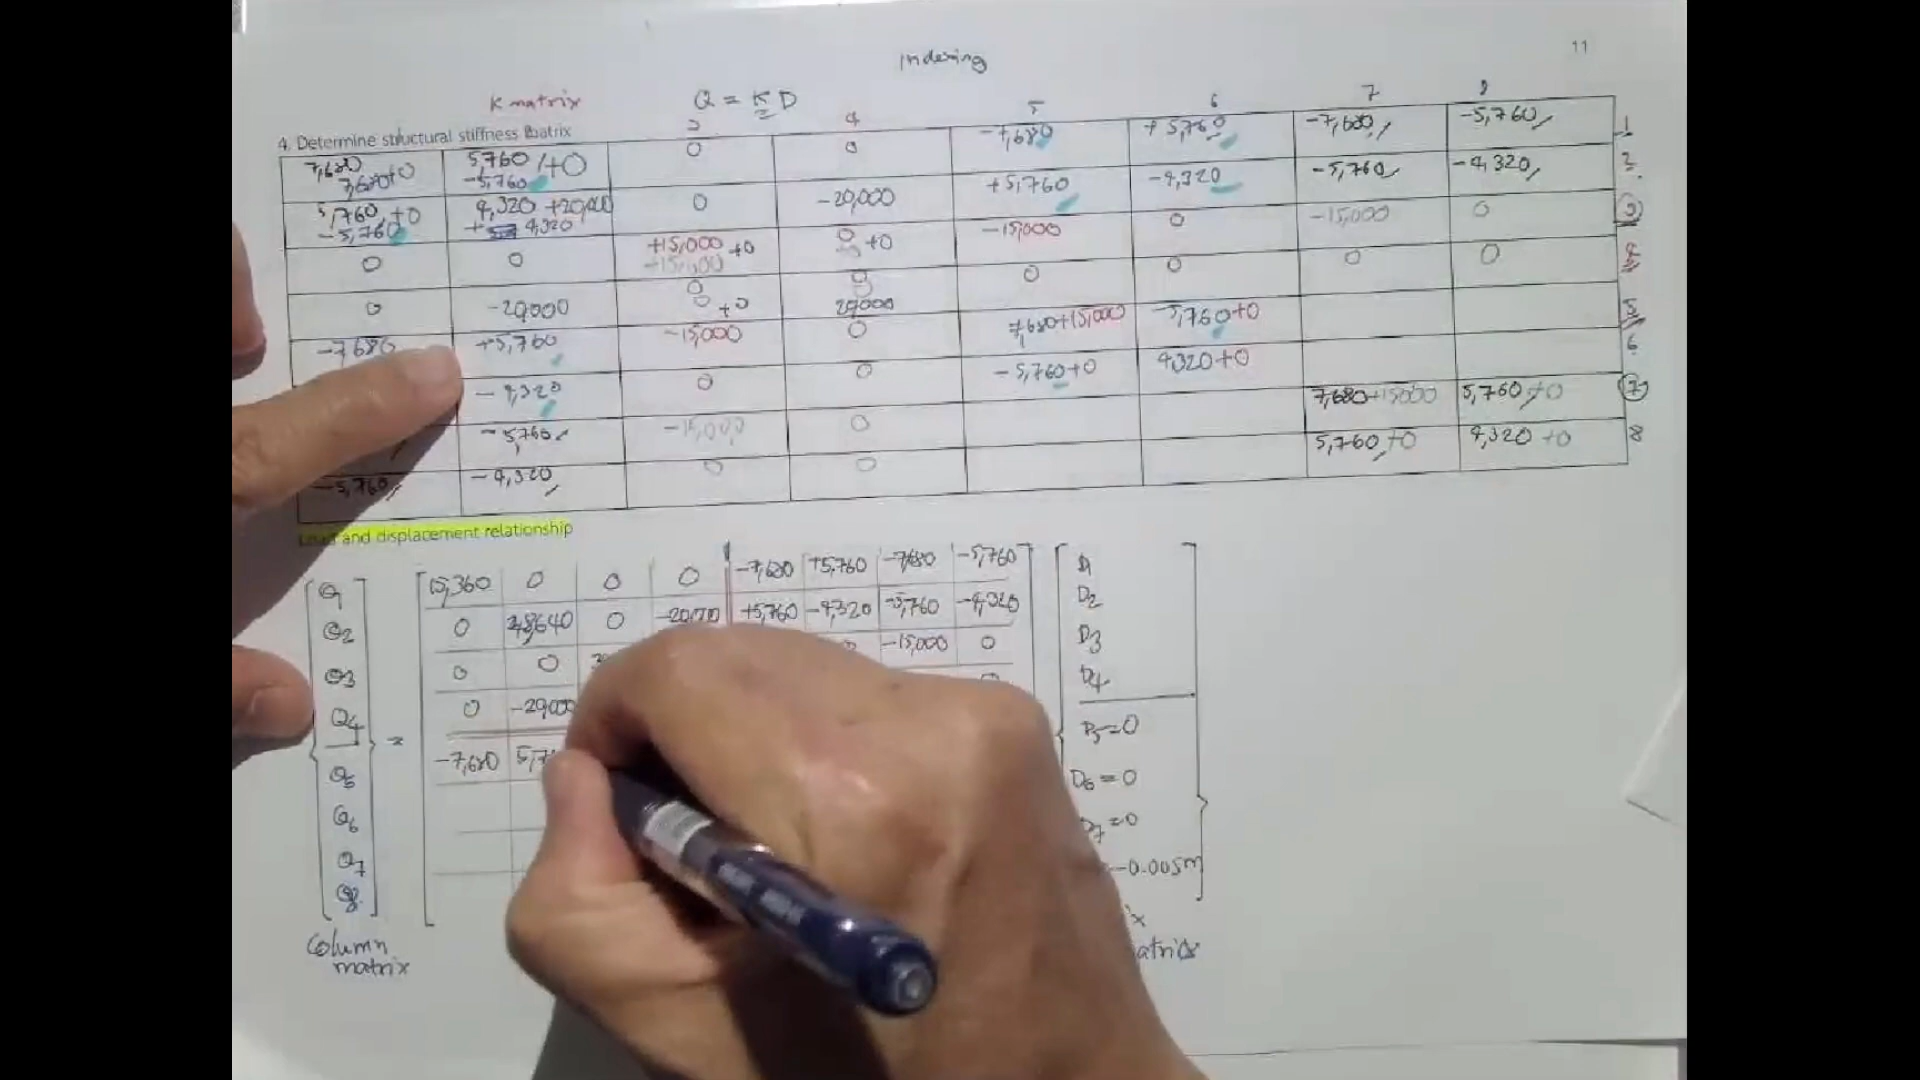 Indexing
11
K matrix Q = K D
4. Determine structural stiffness matrix
3 4 5 6 7 8
7,680 5760 /+0 0 0 -7,680 +5,760 -7,680 -5,760 1
7,680+0 -5,760
5,760 +0 4,320 +20,000 0 -20,000 +5,760 -4,320 -5,760 -4,320 2
-5,760 + 4,320
0 0 +15,000 +0 0 +0 -15,000 0 -15,000 0 3
+15,000
0 -20,000 0 +0 20,000 0 0 0 0 4
-7,680 +5,760 -15,000 0 7,680+15,000 -5,760+0 5
-4,320 0 0 -5,760+0 4,320+0 6
-5,760 -15,000 0 7,680+15000 5,760+0 7
-5,760 -4,320 0 0 5,760+0 4,320 +0 8
and displacement relationship
Q1 15,360 0 0 0 -7,680 +5,760 -7,680 -5,760 D1
Q2 0 28,640 0 +5,760 -4,320 -5,760 -4,320 D2
Q3 0 0 -15,000 0 D3
Q4 0 -20,000 D4
=
Q5 -7,680 D5=0
Q6 D6=0
Q7 =0
Q8 -0.005m
Column
matrix